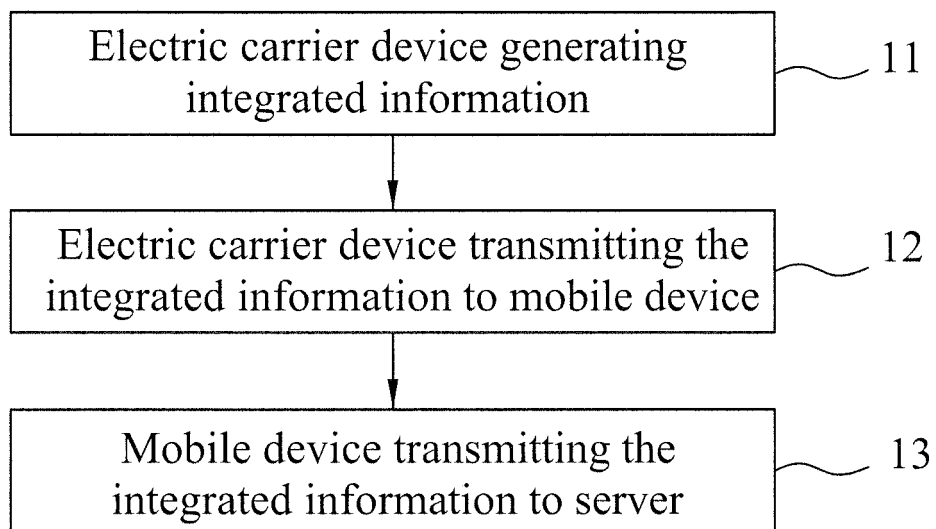 Electric carrier device generating
integrated information
11
Electric carrier device transmitting the
integrated information to mobile device
12
Mobile device transmitting the
integrated information to server
13